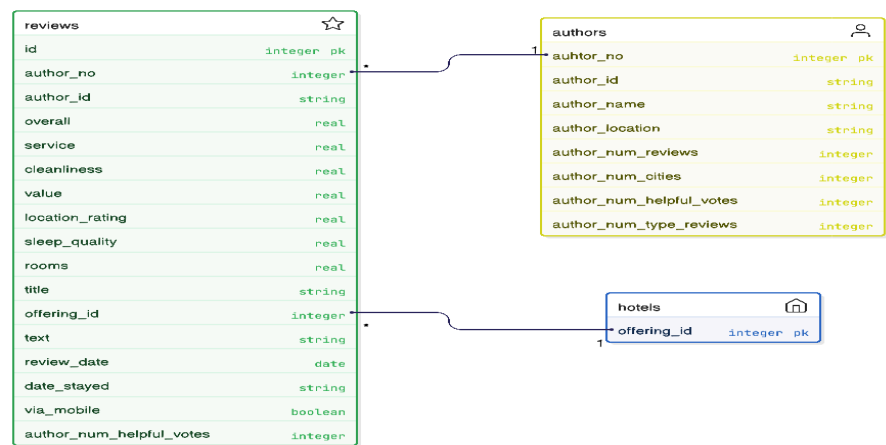 reviews
id integer pk
author_no integer
author_id string
overall real
service real
cleanliness real
value real
location_rating real
sleep_quality real
rooms real
title string
offering_id integer
text string
review_date date
date_stayed string
via_mobile boolean
author_num_helpful_votes integer
*
*
1
authors
auhtor_no integer pk
author_id string
author_name string
author_location string
author_num_reviews integer
author_num_cities integer
author_num_helpful_votes integer
author_num_type_reviews integer
hotels
offering_id integer pk
1